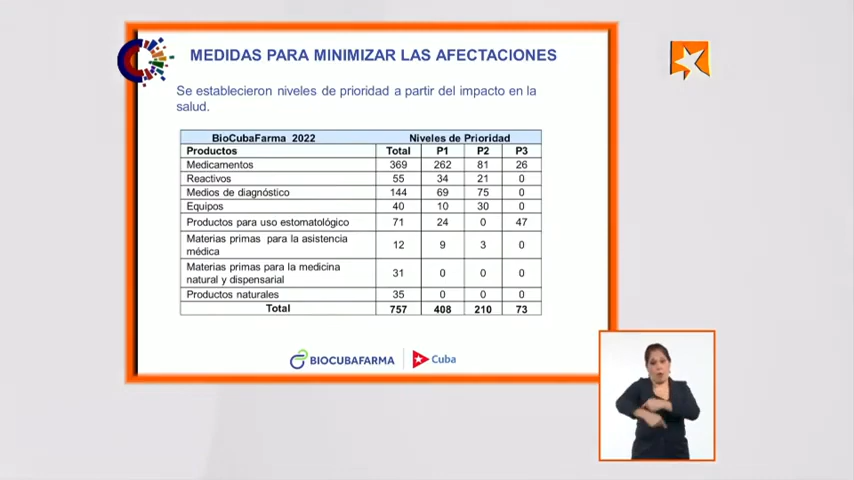 MEDIDAS PARA MINIMIZAR LAS AFECTACIONES
Se establecieron niveles de prioridad a partir del impacto en la
salud.
BioCubaFarma 2022 Niveles de Prioridad
Productos Total P1 P2 P3
Medicamentos 369 262 81 26
Reactivos 55 34 21 0
Medios de diagnóstico 144 69 75 0
Equipos 40 10 30 0
Productos para uso estomatológico 71 24 0 47
Materias primas para la asistencia
médica 12 9 3 0
Materias primas para la medicina
natural y dispensarial 31 0 0 0
Productos naturales 35 0 0 0
Total 757 408 210 73
BIOCUBAFARMA Cuba